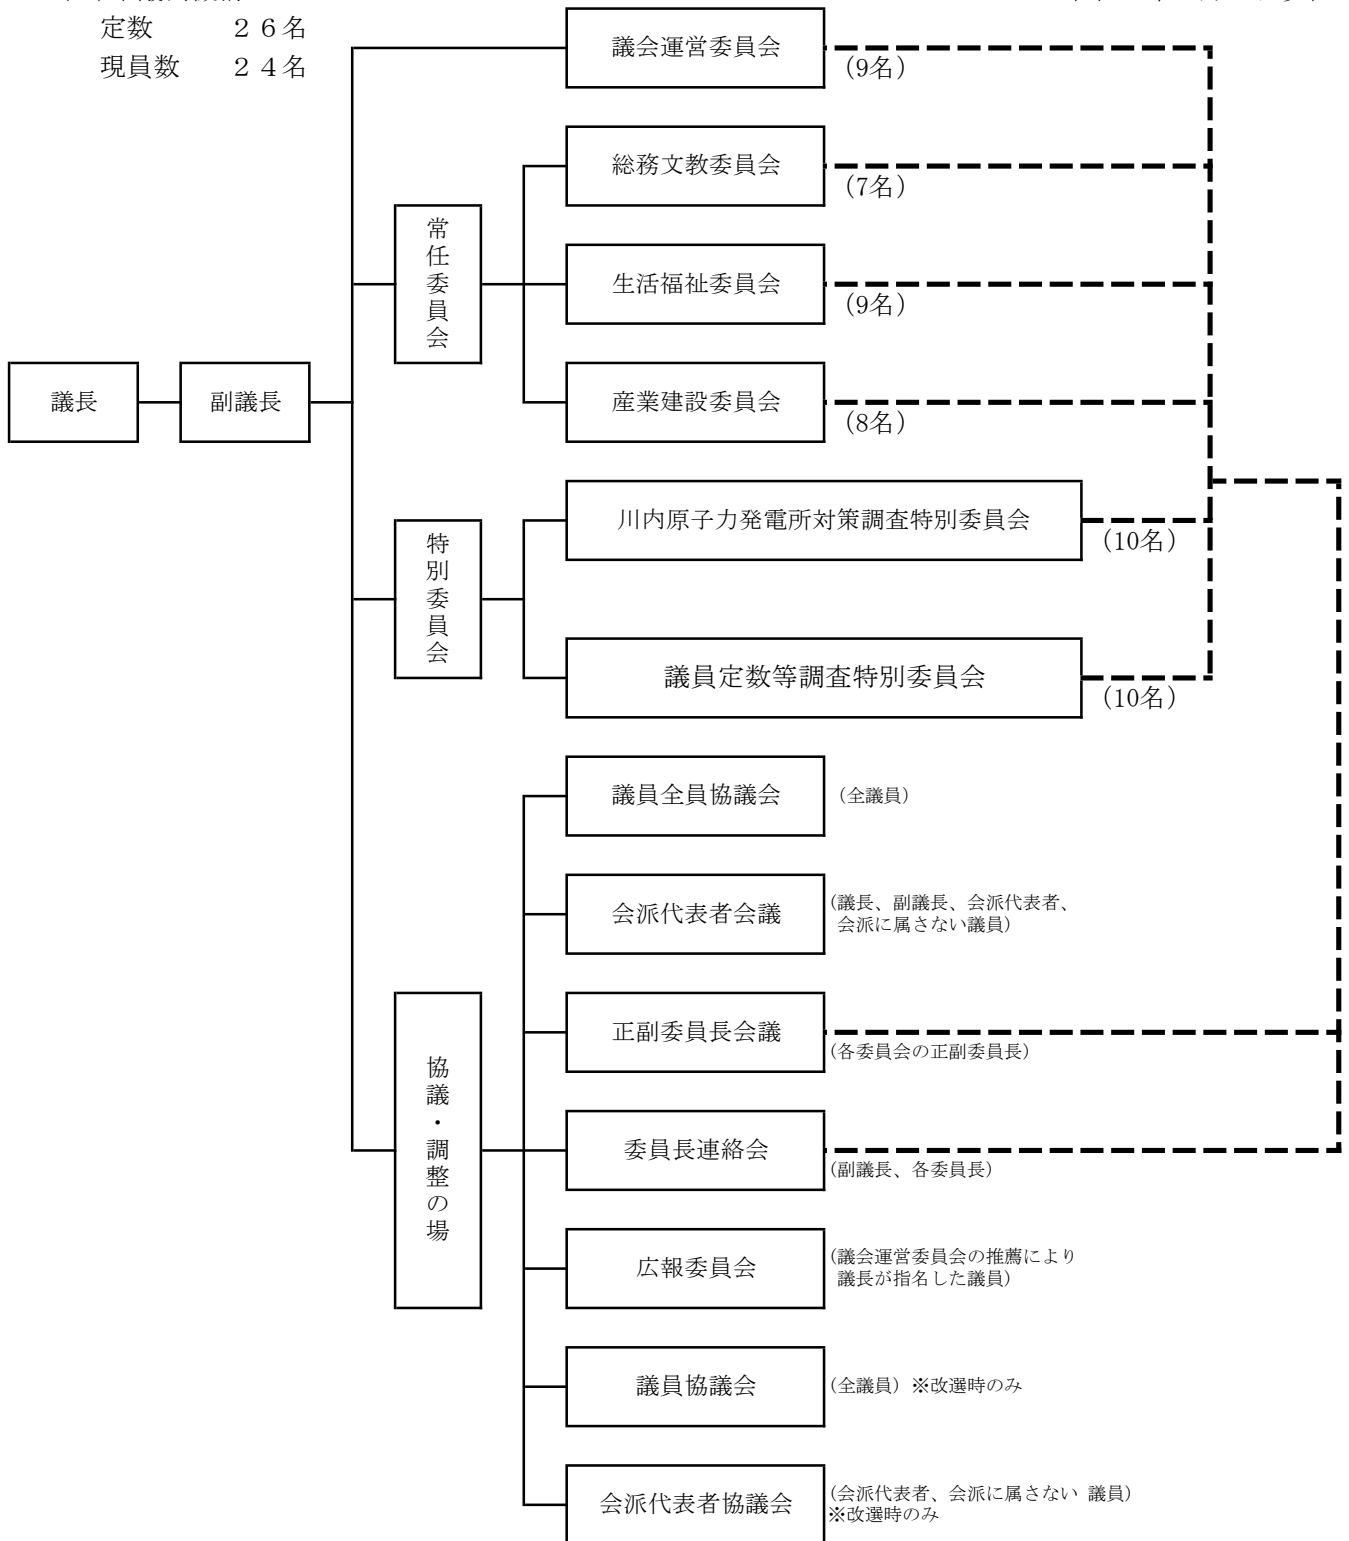 定数　　　２６名
現員数　　２４名
議会運営委員会
（9名）
総務文教委員会
（7名）
常任委員会
生活福祉委員会
（9名）
議長
副議長
産業建設委員会
（8名）
川内原子力発電所対策調査特別委員会
（10名）
特別委員会
議員定数等調査特別委員会
（10名）
議員全員協議会
（全議員）
会派代表者会議
（議長、副議長、会派代表者、
会派に属さない議員）
正副委員長会議
（各委員会の正副委員長）
協議・調整の場
委員長連絡会
（副議長、各委員長）
広報委員会
（議会運営委員会の推薦により
議長が指名した議員）
議員協議会
（全議員）※改選時のみ
会派代表者協議会
（会派代表者、会派に属さない 議員）
※改選時のみ